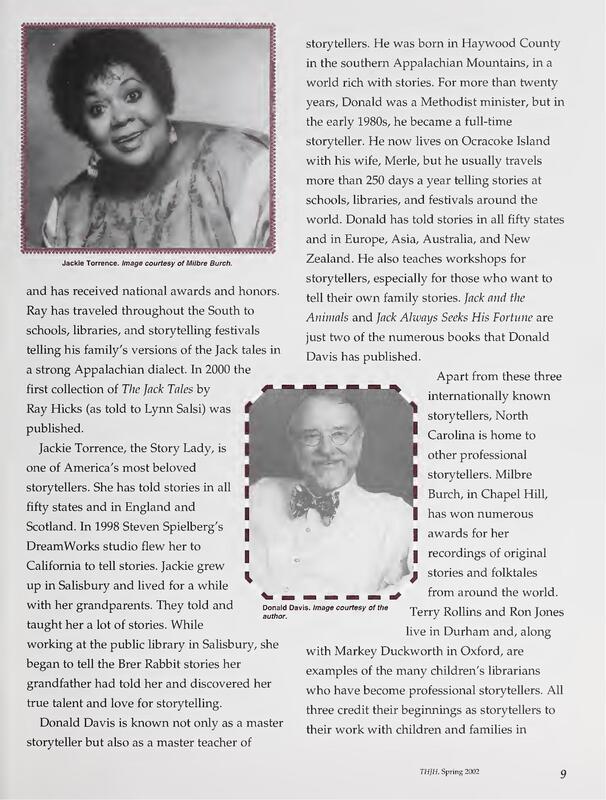 Jackie Torrence. Image courtesy of Milbre Burch.
and has received national awards and honors.
Ray has traveled throughout the South to
schools, libraries, and storytelling festivals
telling his family's versions of the Jack tales in
a strong Appalachian dialect. In 2000 the
first collection of The Jack Tales by
Ray Hicks (as told to Lynn Salsi) was
published.
Jackie Torrence, the Story Lady, is
one of America's most beloved
storytellers. She has told stories in all
fifty states and in England and
Scotland. In 1998 Steven Spielberg's
DreamWorks studio flew her to
California to tell stories. Jackie grew
up in Salisbury and lived for a while
with her grandparents. They told and
taught her a lot of stories. While
working at the public library in Salisbury, she
began to tell the Brer Rabbit stories her
grandfather had told her and discovered her
true talent and love for storytelling.
Donald Davis is known not only as a master
storyteller but also as a master teacher of
storytellers. He was born in Haywood County
in the southern Appalachian Mountains, in a
world rich with stories. For more than twenty
years, Donald was a Methodist minister, but in
the early 1980s, he became a full-time
storyteller. He now lives on Ocracoke Island
with his wife, Merle, but he usually travels
more than 250 days a year telling stories at
schools, libraries, and festivals around the
world. Donald has told stories in all fifty states
and in Europe, Asia, Australia, and New
Zealand. He also teaches workshops for
storytellers, especially for those who want to
tell their own family stories. Jack and the
Animals and Jack Always Seeks His Fortune are
just two of the numerous books that Donald
Davis has published.
Donald Davis. Image courtesy of the
author.
Apart from these three
internationally known
storytellers, North
Carolina is home to
other professional
storytellers. Milbre
Burch, in Chapel Hill,
has won numerous
awards for her
recordings of original
stories and folktales
from around the world.
Terry Rollins and Ron Jones
live in Durham and, along
with Markey Duckworth in Oxford, are
examples of the many children's librarians
who have become professional storytellers. All
three credit their beginnings as storytellers to
their work with children and families in
THJH, Spring 2002 9